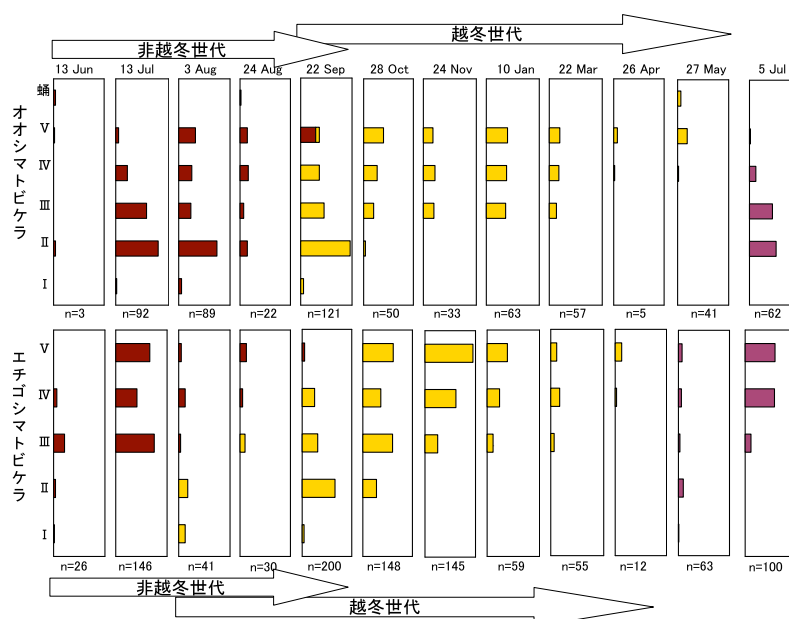 越冬世代
非越冬世代
13 Jun 13 Jul 3 Aug 24 Aug 22 Sep 28 Oct 24 Nov 10 Jan 22 Mar 26 Apr 27 May 5 Jul
オオシマトビケラ
蛹
Ⅴ
Ⅳ
Ⅲ
Ⅱ
Ⅰ
n=3 n=92 n=89 n=22 n=121 n=50 n=33 n=63 n=57 n=5 n=41 n=62
エチゴシマトビケラ
Ⅴ
Ⅳ
Ⅲ
Ⅱ
Ⅰ
n=26 n=146 n=41 n=30 n=200 n=148 n=145 n=59 n=55 n=12 n=63 n=100
非越冬世代
越冬世代